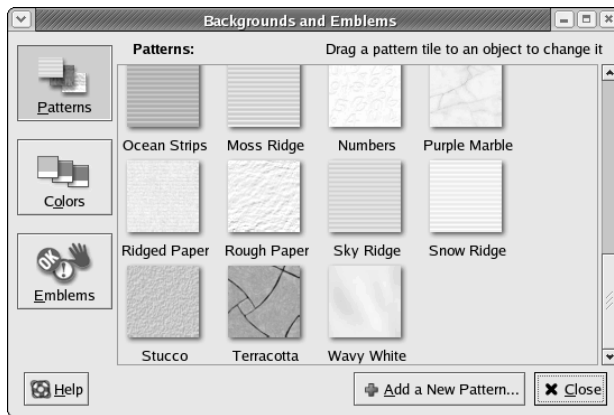 Backgrounds and Emblems
Patterns: Drag a pattern tile to an object to change it
Patterns
Colors
OK!
Emblems
Ocean Strips Moss Ridge Numbers Purple Marble
Ridged Paper Rough Paper Sky Ridge Snow Ridge
Stucco Terracotta Wavy White
Help Add a New Pattern... Close